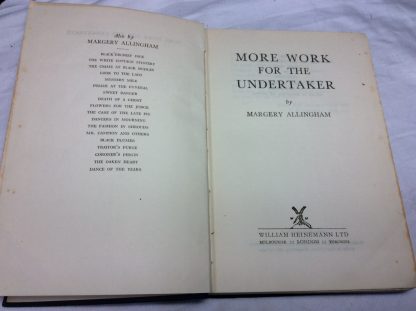 Also by
MARGERY ALLINGHAM
BLACKERCHIEF DICK
THE WHITE COTTAGE MYSTERY
THE CRIME AT BLACK DUDLEY
LOOK TO THE LADY
MYSTERY MILE
POLICE AT THE FUNERAL
SWEET DANGER
DEATH OF A GHOST
FLOWERS FOR THE JUDGE
THE CASE OF THE LATE PIG
DANCERS IN MOURNING
THE FASHION IN SHROUDS
MR. CAMPION AND OTHERS
BLACK PLUMES
TRAITOR'S PURSE
CORONER'S PIDGIN
THE OAKEN HEART
DANCE OF THE YEARS
MORE WORK
FOR THE
UNDERTAKER
by
MARGERY ALLINGHAM
WILLIAM HEINEMANN LTD
MELBOURNE :: LONDON :: TORONTO